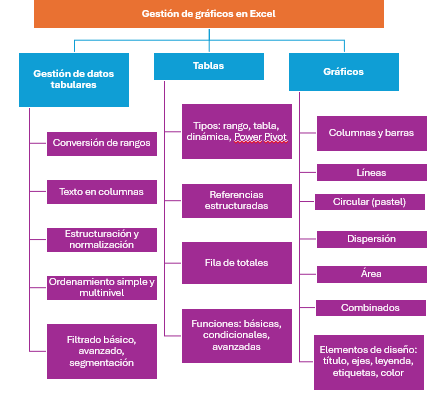 Gestión de gráficos en Excel
Gestión de datos
tabulares
Conversión de rangos
Texto en columnas
Estructuración y
normalización
Ordenamiento simple y
multinivel
Filtrado básico,
avanzado,
segmentación
Tablas
Tipos: rango, tabla,
dinámica, Power Pivot
Referencias
estructuradas
Fila de totales
Funciones: básicas,
condicionales,
avanzadas
Gráficos
Columnas y barras
Líneas
Circular (pastel)
Dispersión
Área
Combinados
Elementos de diseño:
título, ejes, leyenda,
etiquetas, color